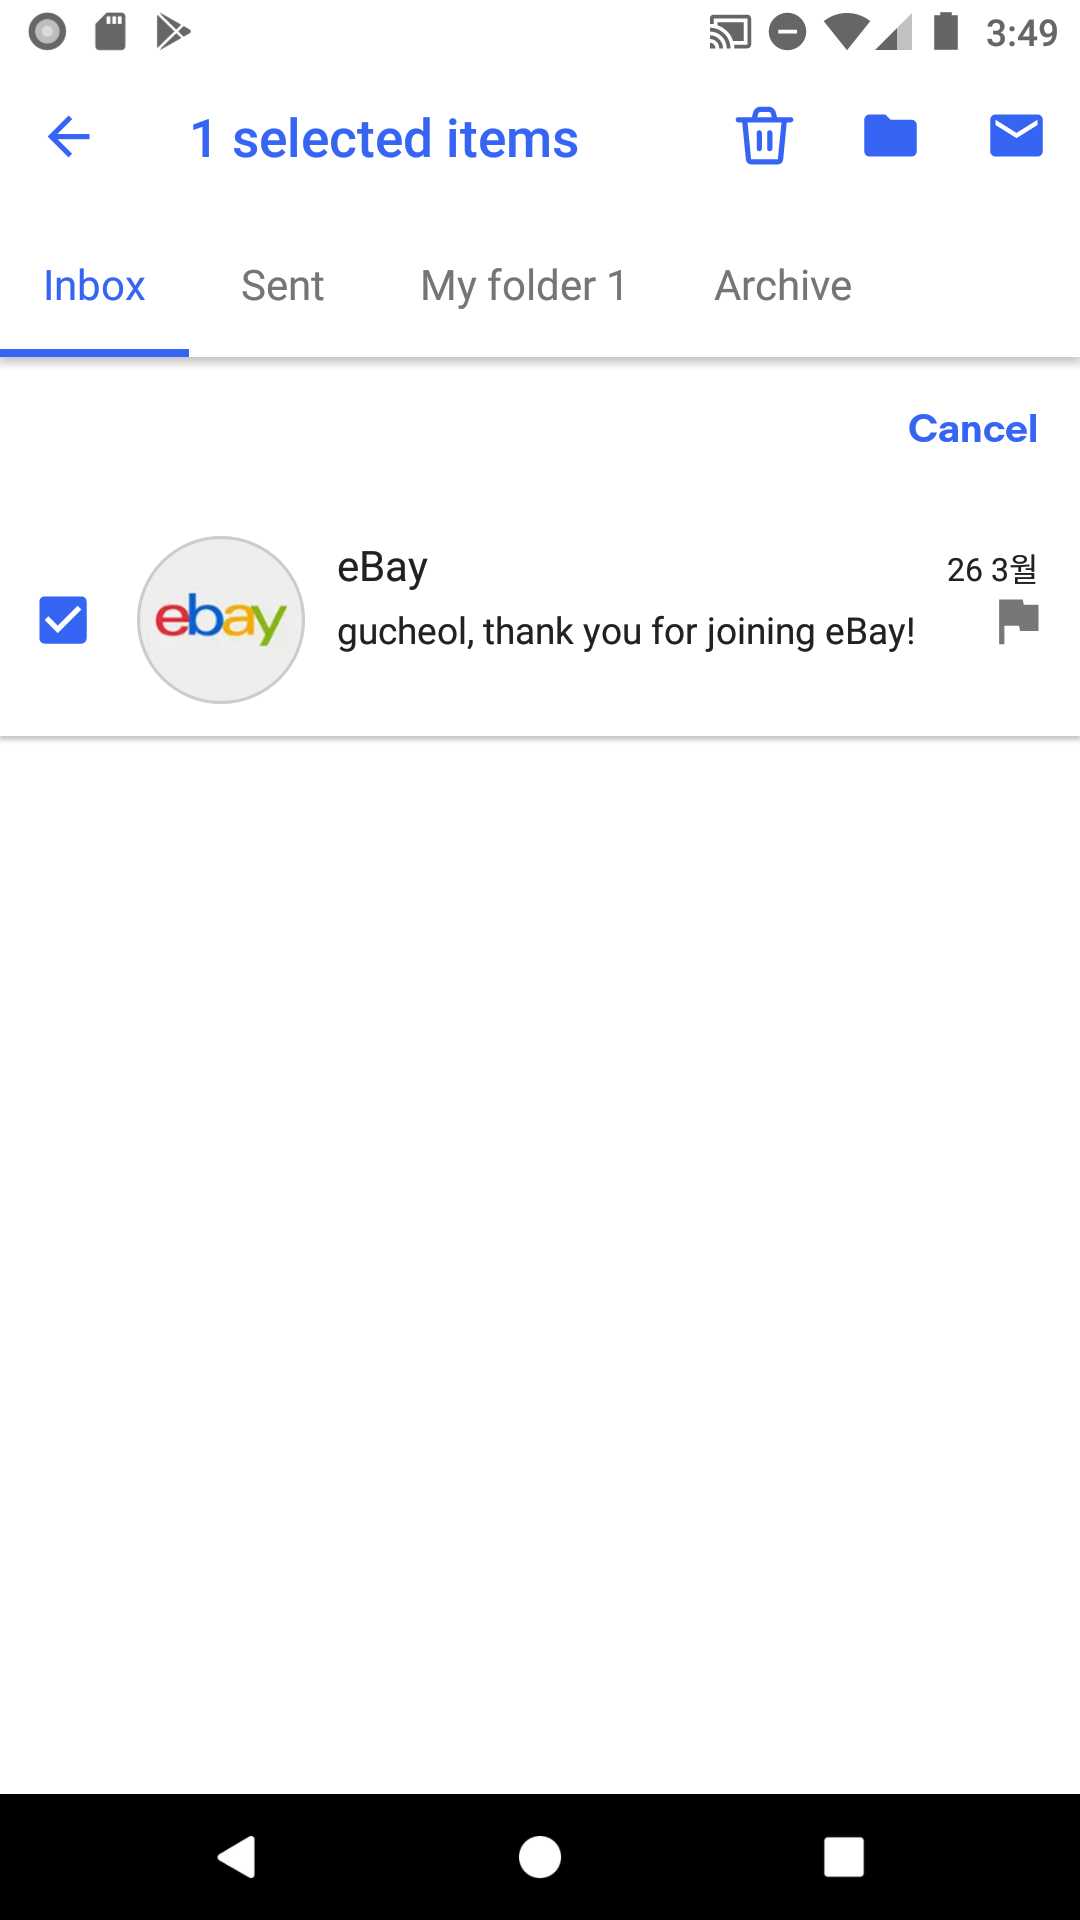 3:49
1 selected items
Inbox Sent My folder 1 Archive
Cancel
ebay
eBay
26 3월
gucheol, thank you for joining eBay!